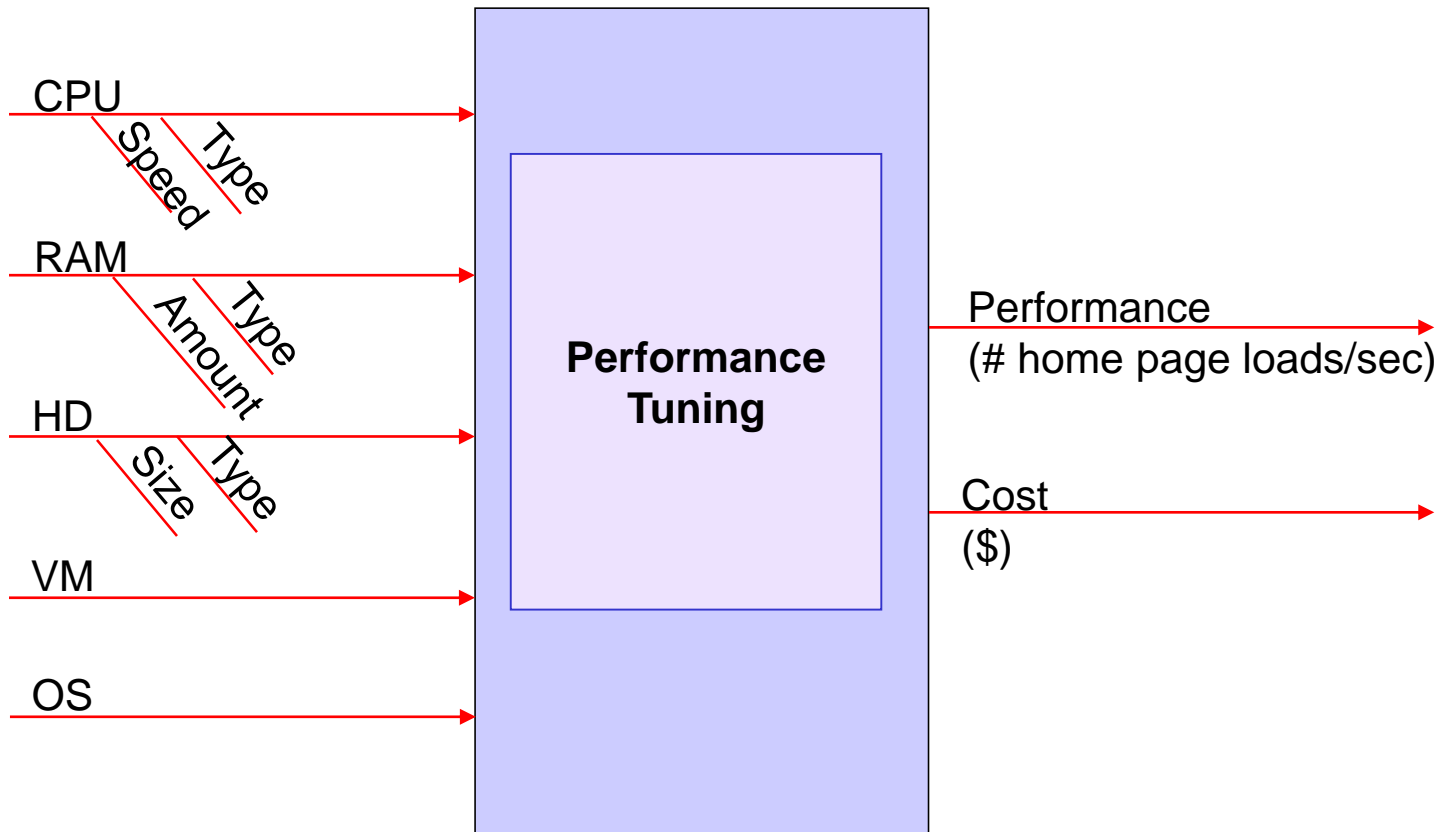 CPU
Speed
Type
RAM
Amount
Type
HD
Size
Type
VM
OS
Performance
Tuning
Performance
(# home page loads/sec)
Cost
($)